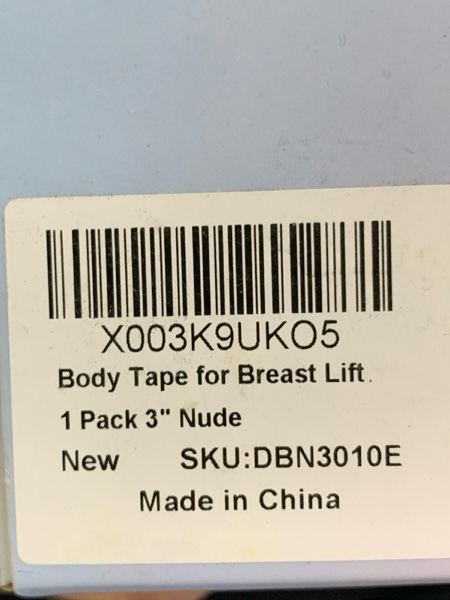 X003K9UKO5
Body Tape for Breast Lift.
1 Pack 3" Nude
New SKU:DBN3010E
Made in China